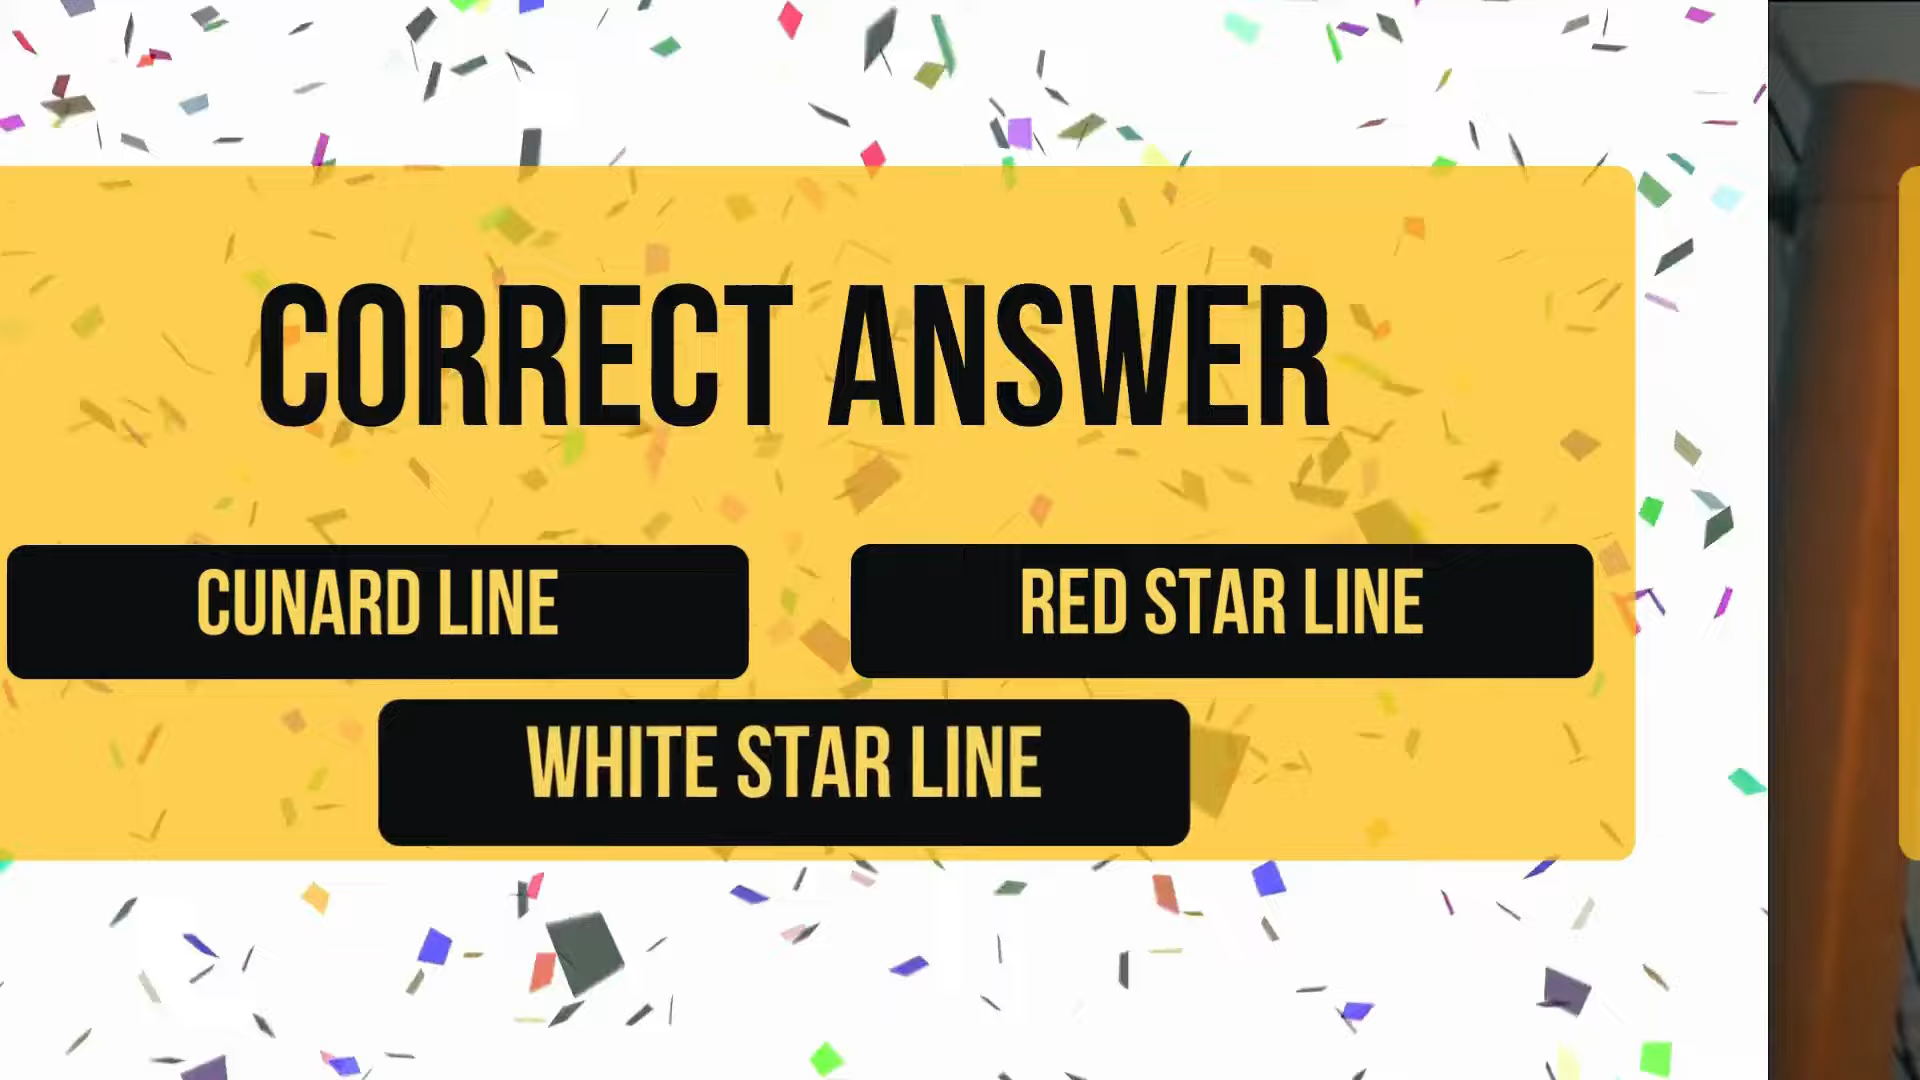 CORRECT ANSWER
CUNARD LINE
RED STAR LINE
WHITE STAR LINE